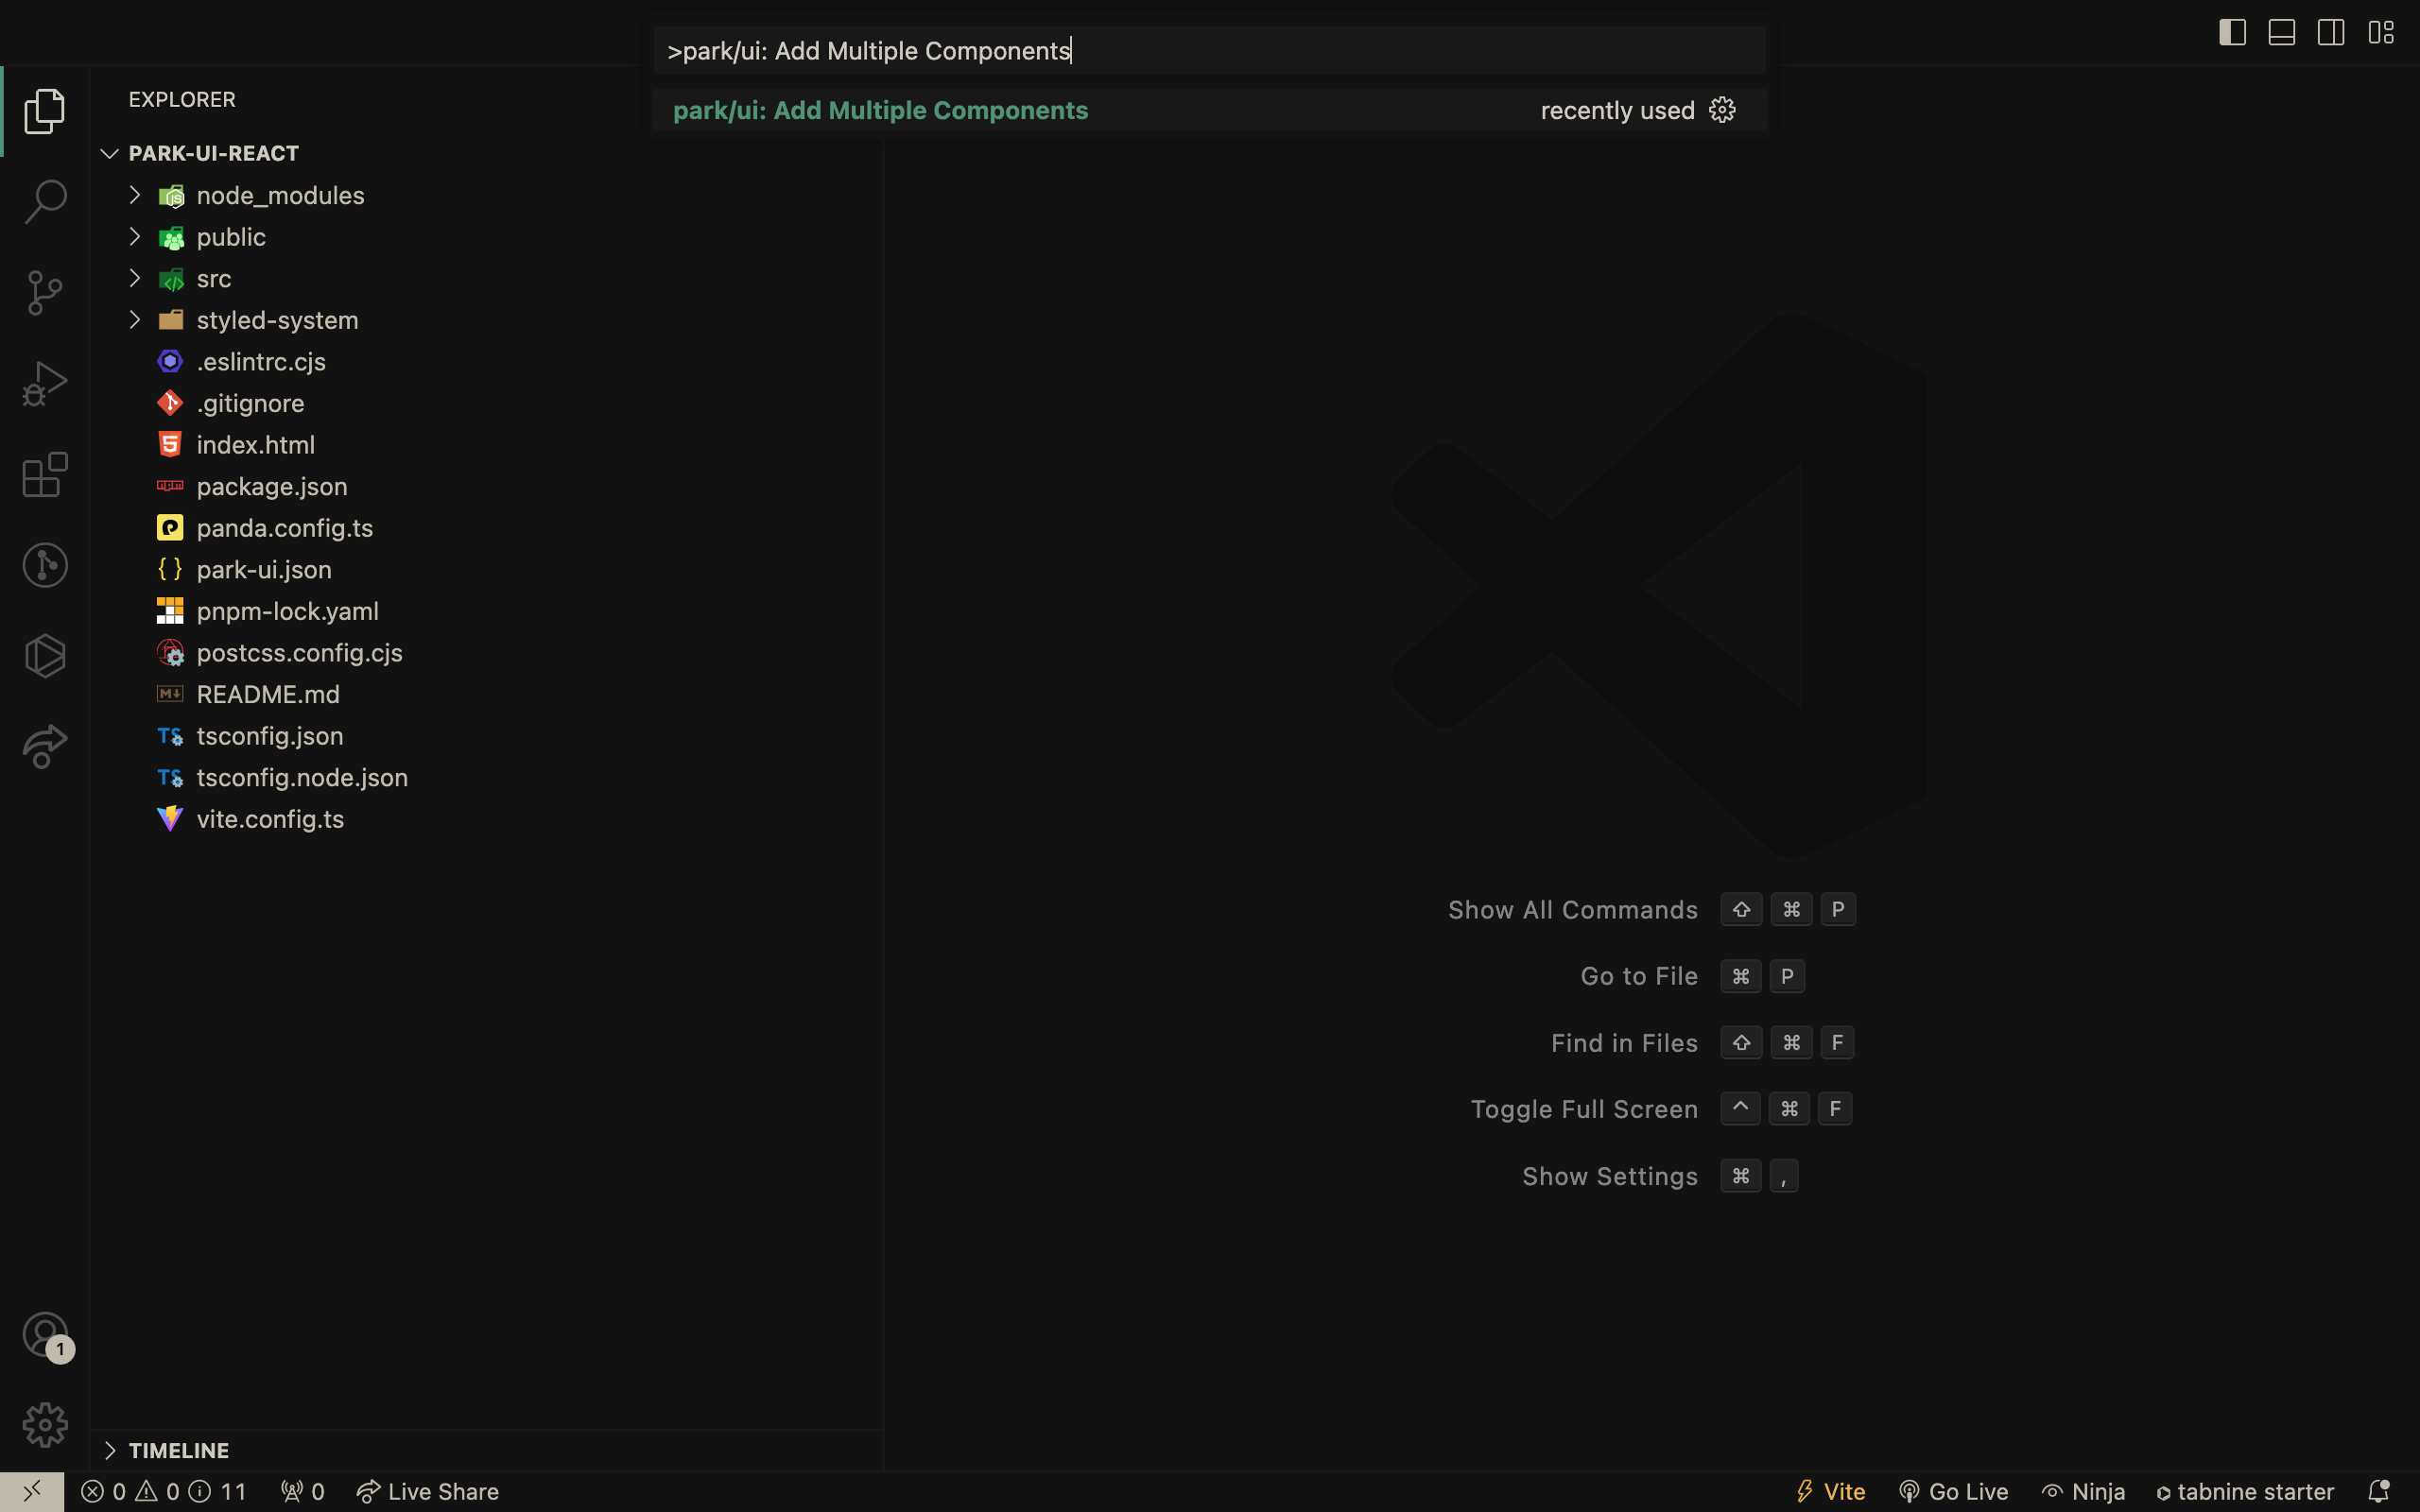 >park/ui: Add Multiple Components
park/ui: Add Multiple Components recently used
EXPLORER
PARK-UI-REACT
node_modules
public
src
styled-system
.eslintrc.cjs
.gitignore
index.html
package.json
panda.config.ts
park-ui.json
pnpm-lock.yaml
postcss.config.cjs
README.md
tsconfig.json
tsconfig.node.json
vite.config.ts
Show All Commands ⇧ ⌘ P
Go to File ⌘ P
Find in Files ⇧ ⌘ F
Toggle Full Screen ^ ⌘ F
Show Settings ⌘ ,
1
TIMELINE
0 0 11 0 Live Share Vite Go Live Ninja tabnine starter